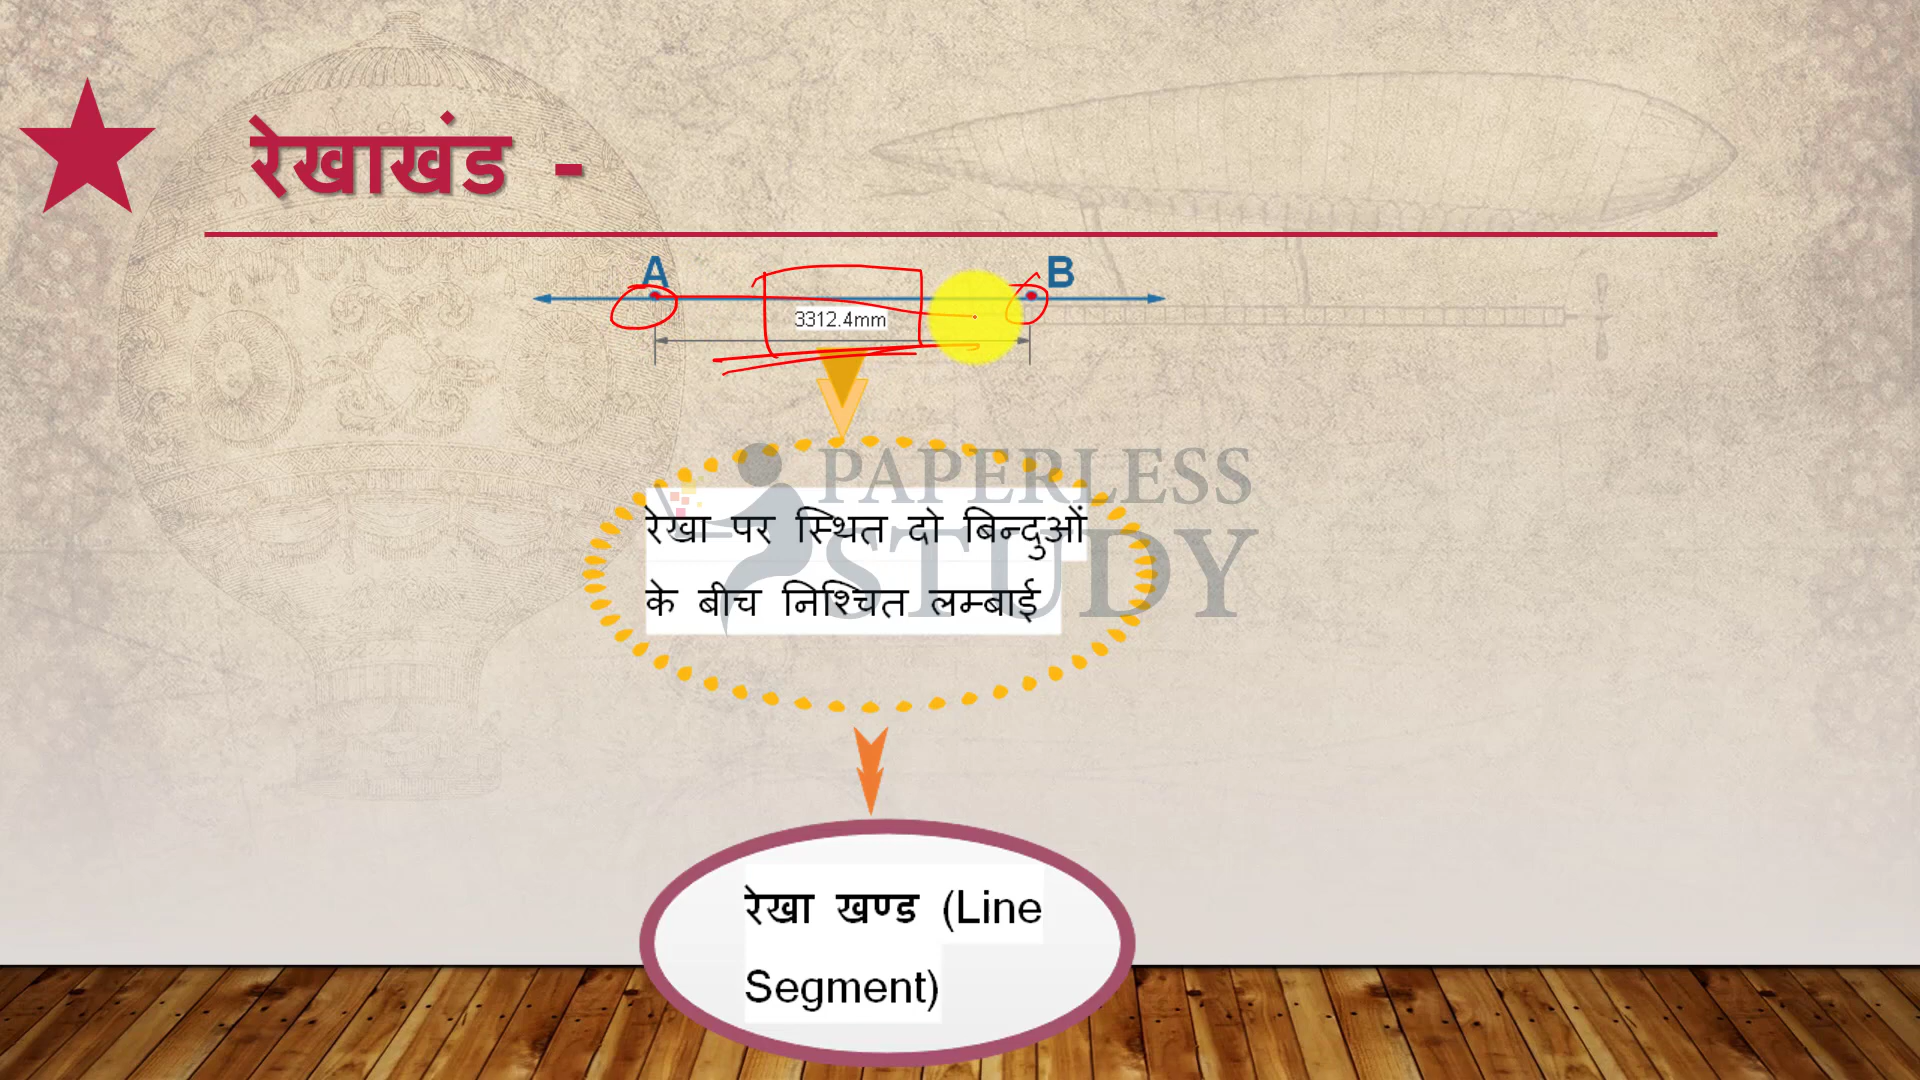 रेखाखंड -
A B
3312.4mm
PAPERLESS
STUDY
रेखा पर स्थित दो बिन्दुओं
के बीच निश्चित लम्बाई
रेखा खण्ड (Line
Segment)